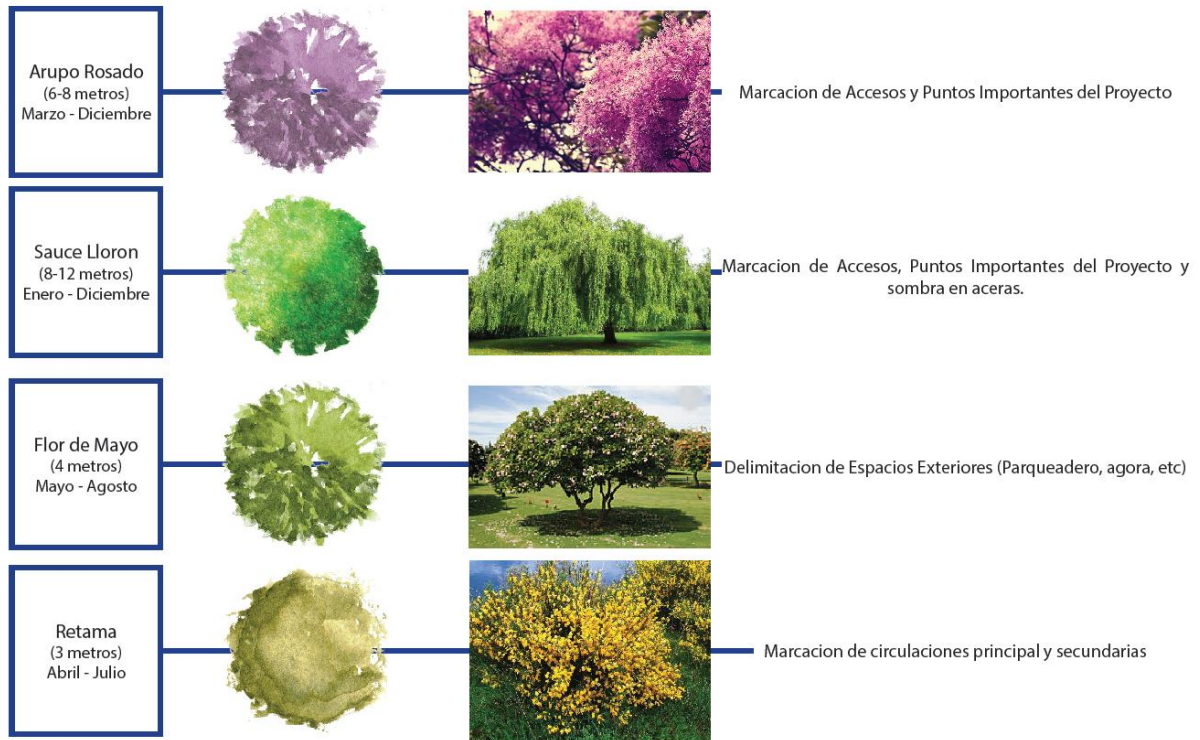 Arupo Rosado
(6-8 metros)
Marzo - Diciembre
Marcacion de Accesos y Puntos Importantes del Proyecto
Sauce Lloron
(8-12 metros)
Enero - Diciembre
Marcacion de Accesos, Puntos Importantes del Proyecto y
sombra en aceras.
Flor de Mayo
(4 metros)
Mayo - Agosto
Delimitacion de Espacios Exteriores (Parqueadero, agora, etc)
Retama
(3 metros)
Abril - Julio
Marcacion de circulaciones principal y secundarias